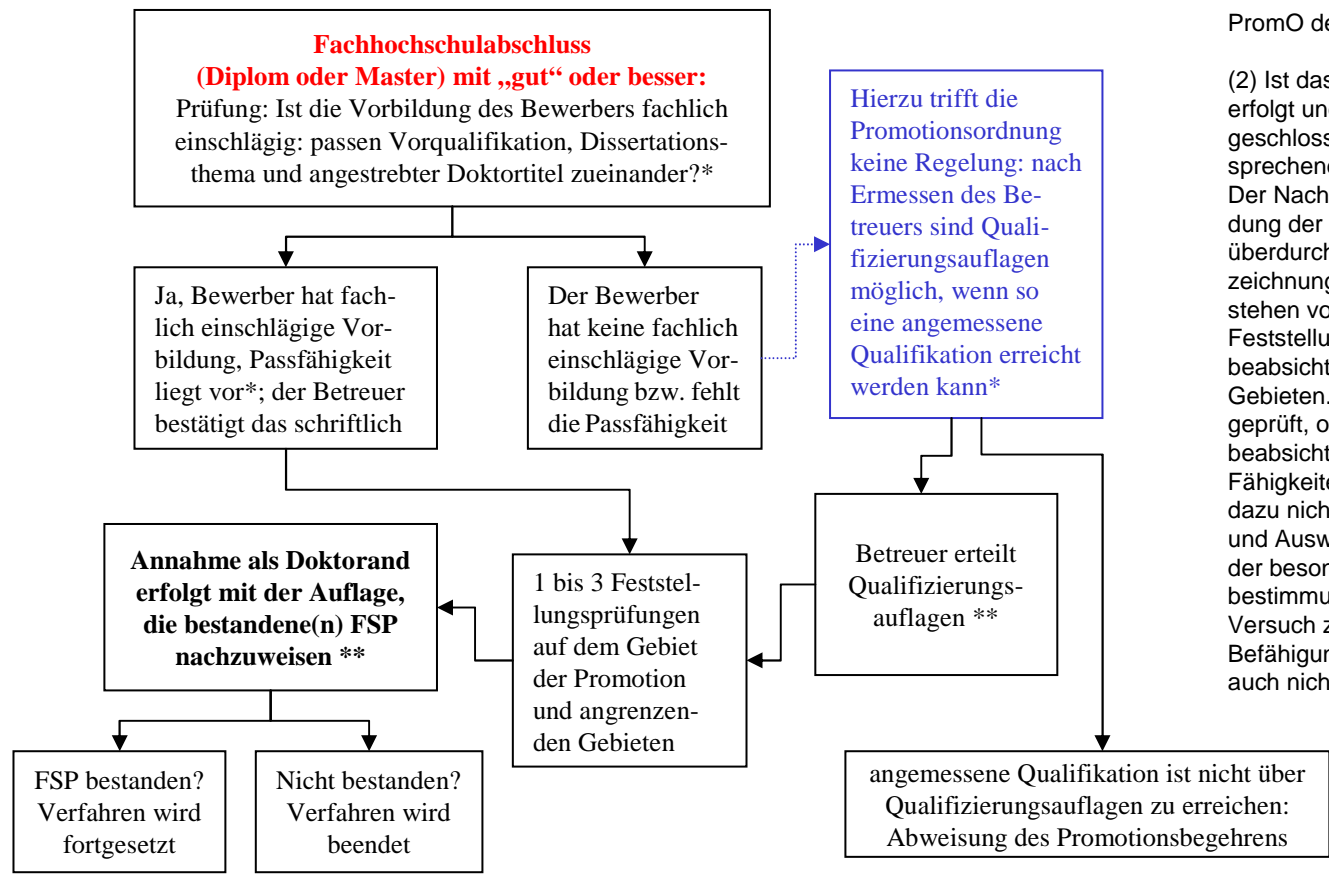 Fachhochschulabschluss
(Diplom oder Master) mit „gut“ oder besser:
Prüfung: Ist die Vorbildung des Bewerbers fachlich
einschlägig: passen Vorqualifikation, Dissertations-
thema und angestrebter Doktortitel zueinander?*
Ja, Bewerber hat fach-
lich einschlägige Vor-
bildung, Passfähigkeit
liegt vor*; der Betreuer
bestätigt das schriftlich
Der Bewerber
hat keine fachlich
einschlägige Vor-
bildung bzw. fehlt
die Passfähigkeit
Hierzu trifft die
Promotionsordnung
keine Regelung: nach
Ermessen des Be-
treuers sind Quali-
fizierungsauflagen
möglich, wenn so
eine angemessene
Qualifikation erreicht
werden kann*
Annahme als Doktorand
erfolgt mit der Auflage,
die bestandene(n) FSP
nachzuweisen **
1 bis 3 Feststel-
lungsprüfungen
auf dem Gebiet
der Promotion
und angrenzen-
den Gebieten
Betreuer erteilt
Qualifizierungs-
auflagen **
FSP bestanden?
Verfahren wird
fortgesetzt
Nicht bestanden?
Verfahren wird
beendet
angemessene Qualifikation ist nicht über
Qualifizierungsauflagen zu erreichen:
Abweisung des Promotionsbegehrens
PromO de
(2) Ist das
erfolgt un
geschloss
sprechen
Der Nach
dung der
überdurch
zeichnung
stehen vo
Feststellu
beabsicht
Gebieten.
geprüft, o
beabsicht
Fähigkeite
dazu nich
und Ausw
der beson
bestimmu
Versuch z
Befähigun
auch nich